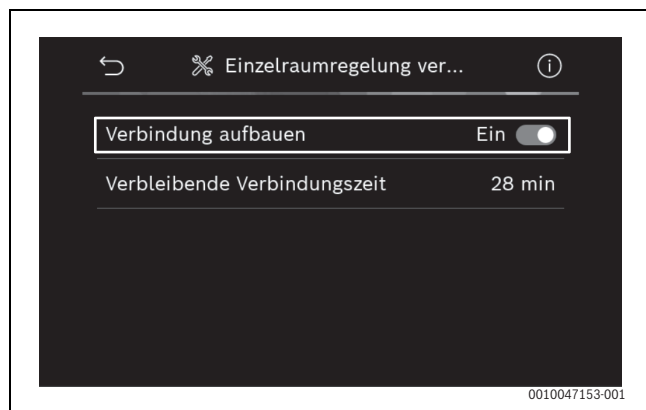 Einzelraumregelung ver...
Verbindung aufbauen Ein
Verbleibende Verbindungszeit 28 min
0010047153-001